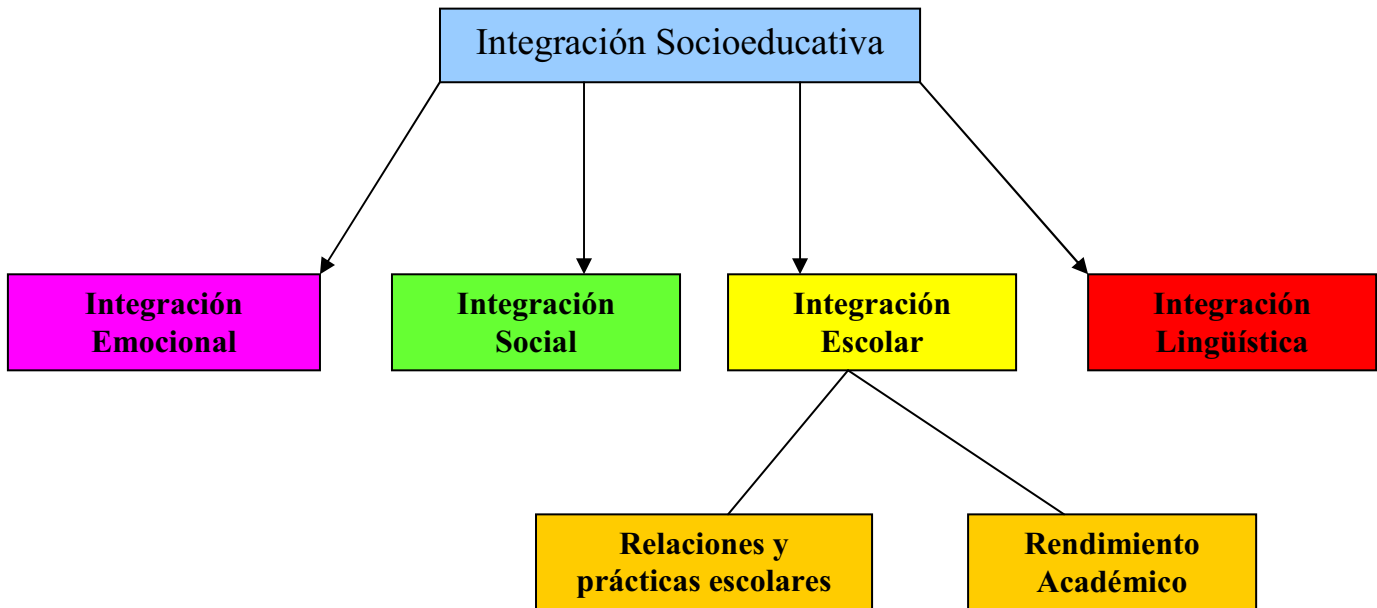 Integración Socioeducativa
Integración
Emocional
Integración
Social
Integración
Escolar
Integración
Lingüística
Relaciones y
prácticas escolares
Rendimiento
Académico